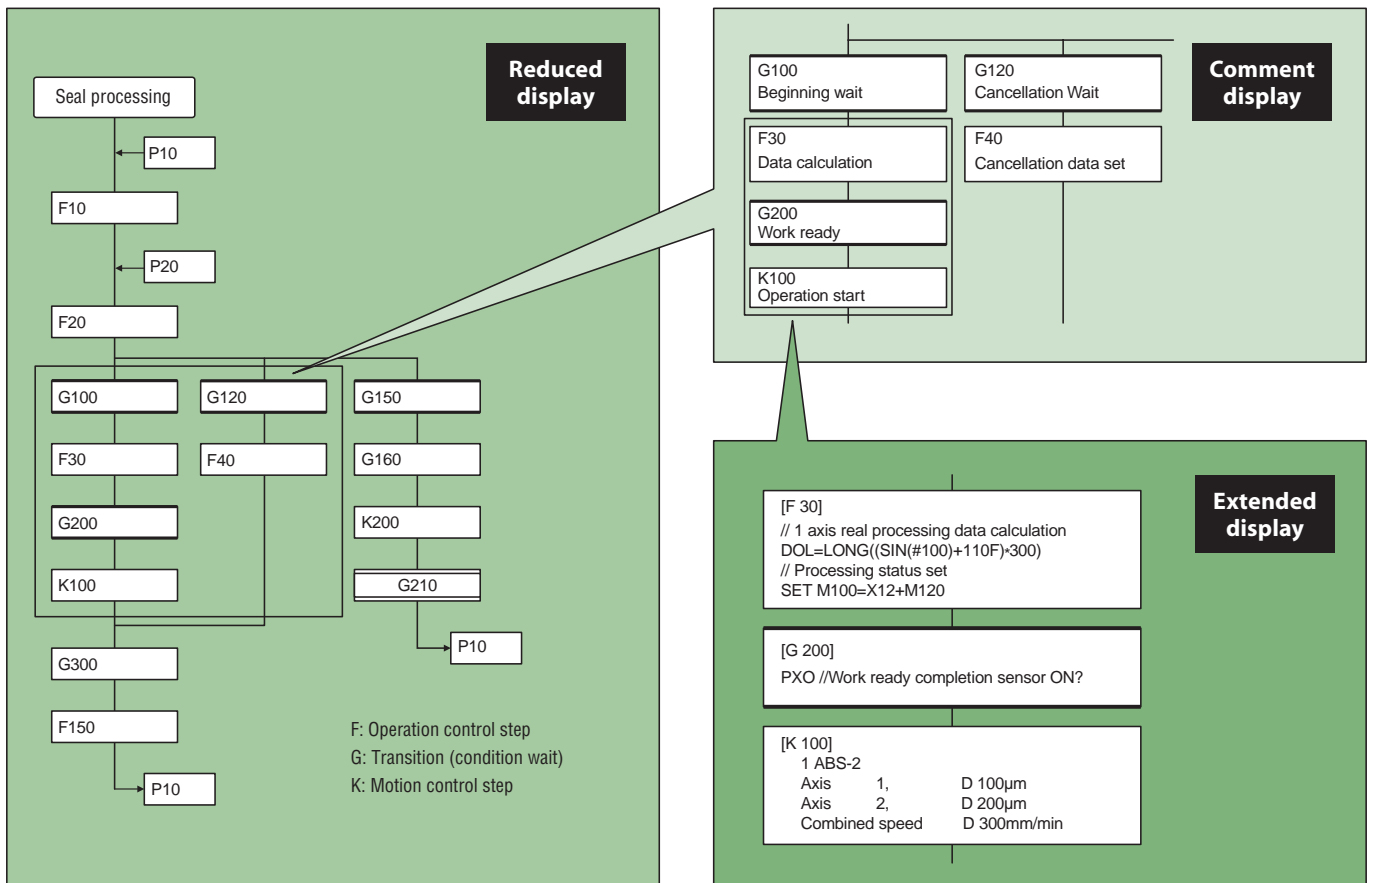 Reduced
display
Seal processing
P10
F10
P20
F20
G100
G120
G150
F30
F40
G160
G200
K200
K100
G210
P10
G300
F150
P10
F: Operation control step
G: Transition (condition wait)
K: Motion control step
Comment
display
G100
Beginning wait
G120
Cancellation Wait
F30
Data calculation
F40
Cancellation data set
G200
Work ready
K100
Operation start
Extended
display
[F 30]
// 1 axis real processing data calculation
DOL=LONG((SIN(#100)+110F)*300)
// Processing status set
SET M100=X12+M120
[G 200]
PXO //Work ready completion sensor ON?
[K 100]
1 ABS-2
Axis 1, D 100µm
Axis 2, D 200µm
Combined speed D 300mm/min